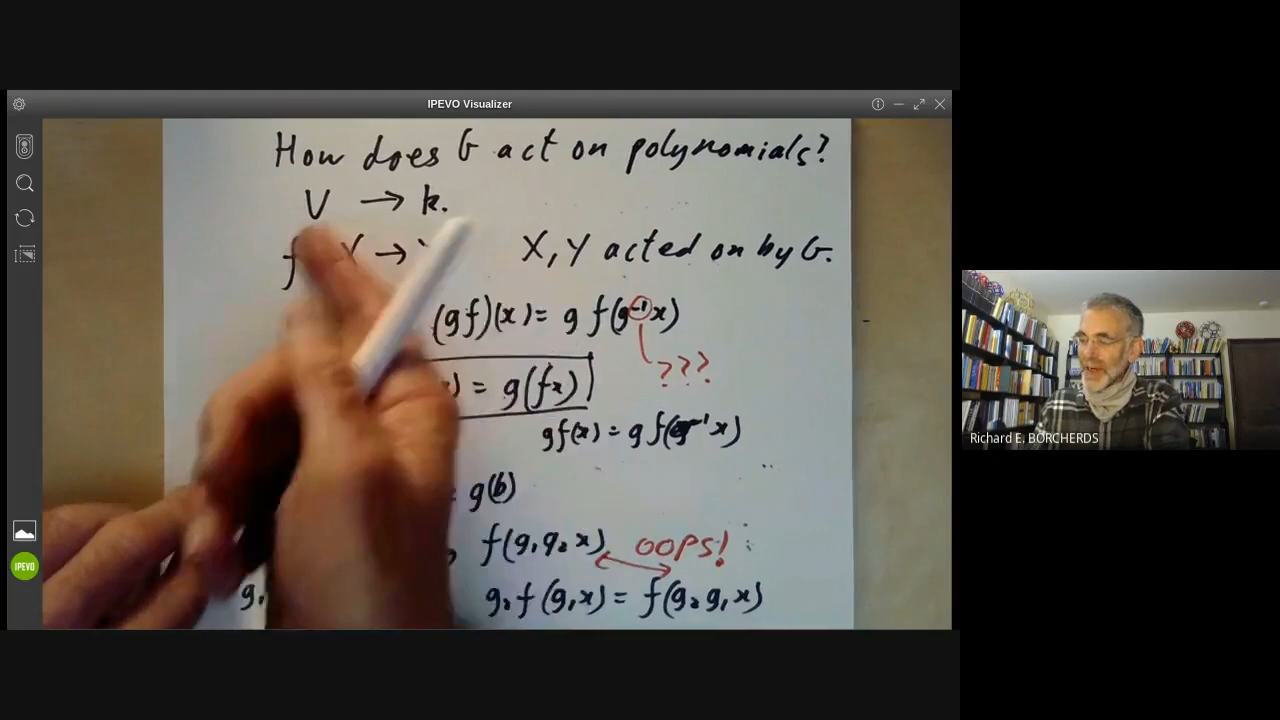 IPEVO Visualizer
How does G act on polynomials?
V → k.
f X → X, Y acted on by G.
(gf)(x) = g f(g⁻¹x)
???
) = g(fx)
gf(x) = g f(g⁻¹x)
= g(b)
f(g₁g₂x) OOPS!
g₂f(g₁x) = f(g₂g₁x)
IPEVO
Richard E. BORCHERDS